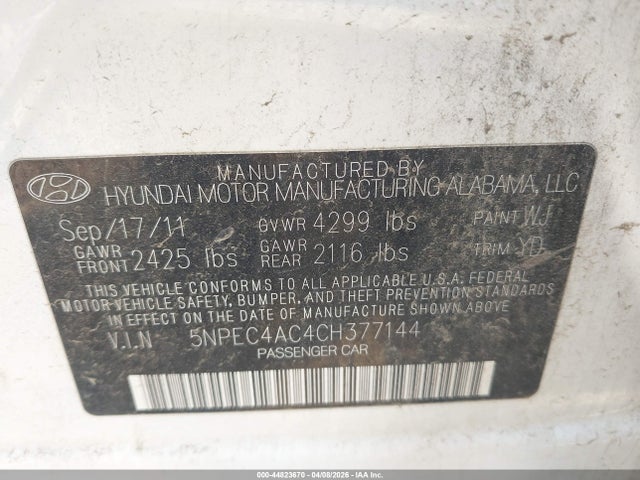 MANUFACTURED BY
HYUNDAI MOTOR MANUFACTURING ALABAMA, LLC
Sep/17/11 GVWR 4299 lbs PAINT WJ
GAWR FRONT 2425 lbs GAWR REAR 2116 lbs TRIM YD
THIS VEHICLE CONFORMS TO ALL APPLICABLE U.S.A. FEDERAL
MOTOR VEHICLE SAFETY, BUMPER, AND THEFT PREVENTION STANDARDS
IN EFFECT ON THE DATE OF MANUFACTURE SHOWN ABOVE
V.I.N 5NPEC4AC4CH377144
PASSENGER CAR
000-44823670 04/08/2026 IAA Inc.